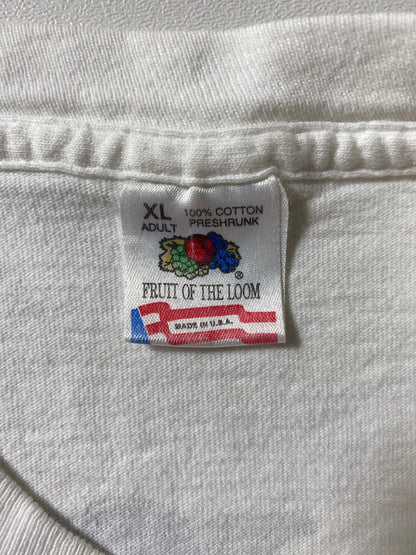 XL 100% COTTON
ADULT PRESHRUNK
®
FRUIT OF THE LOOM
MADE IN U.S.A.